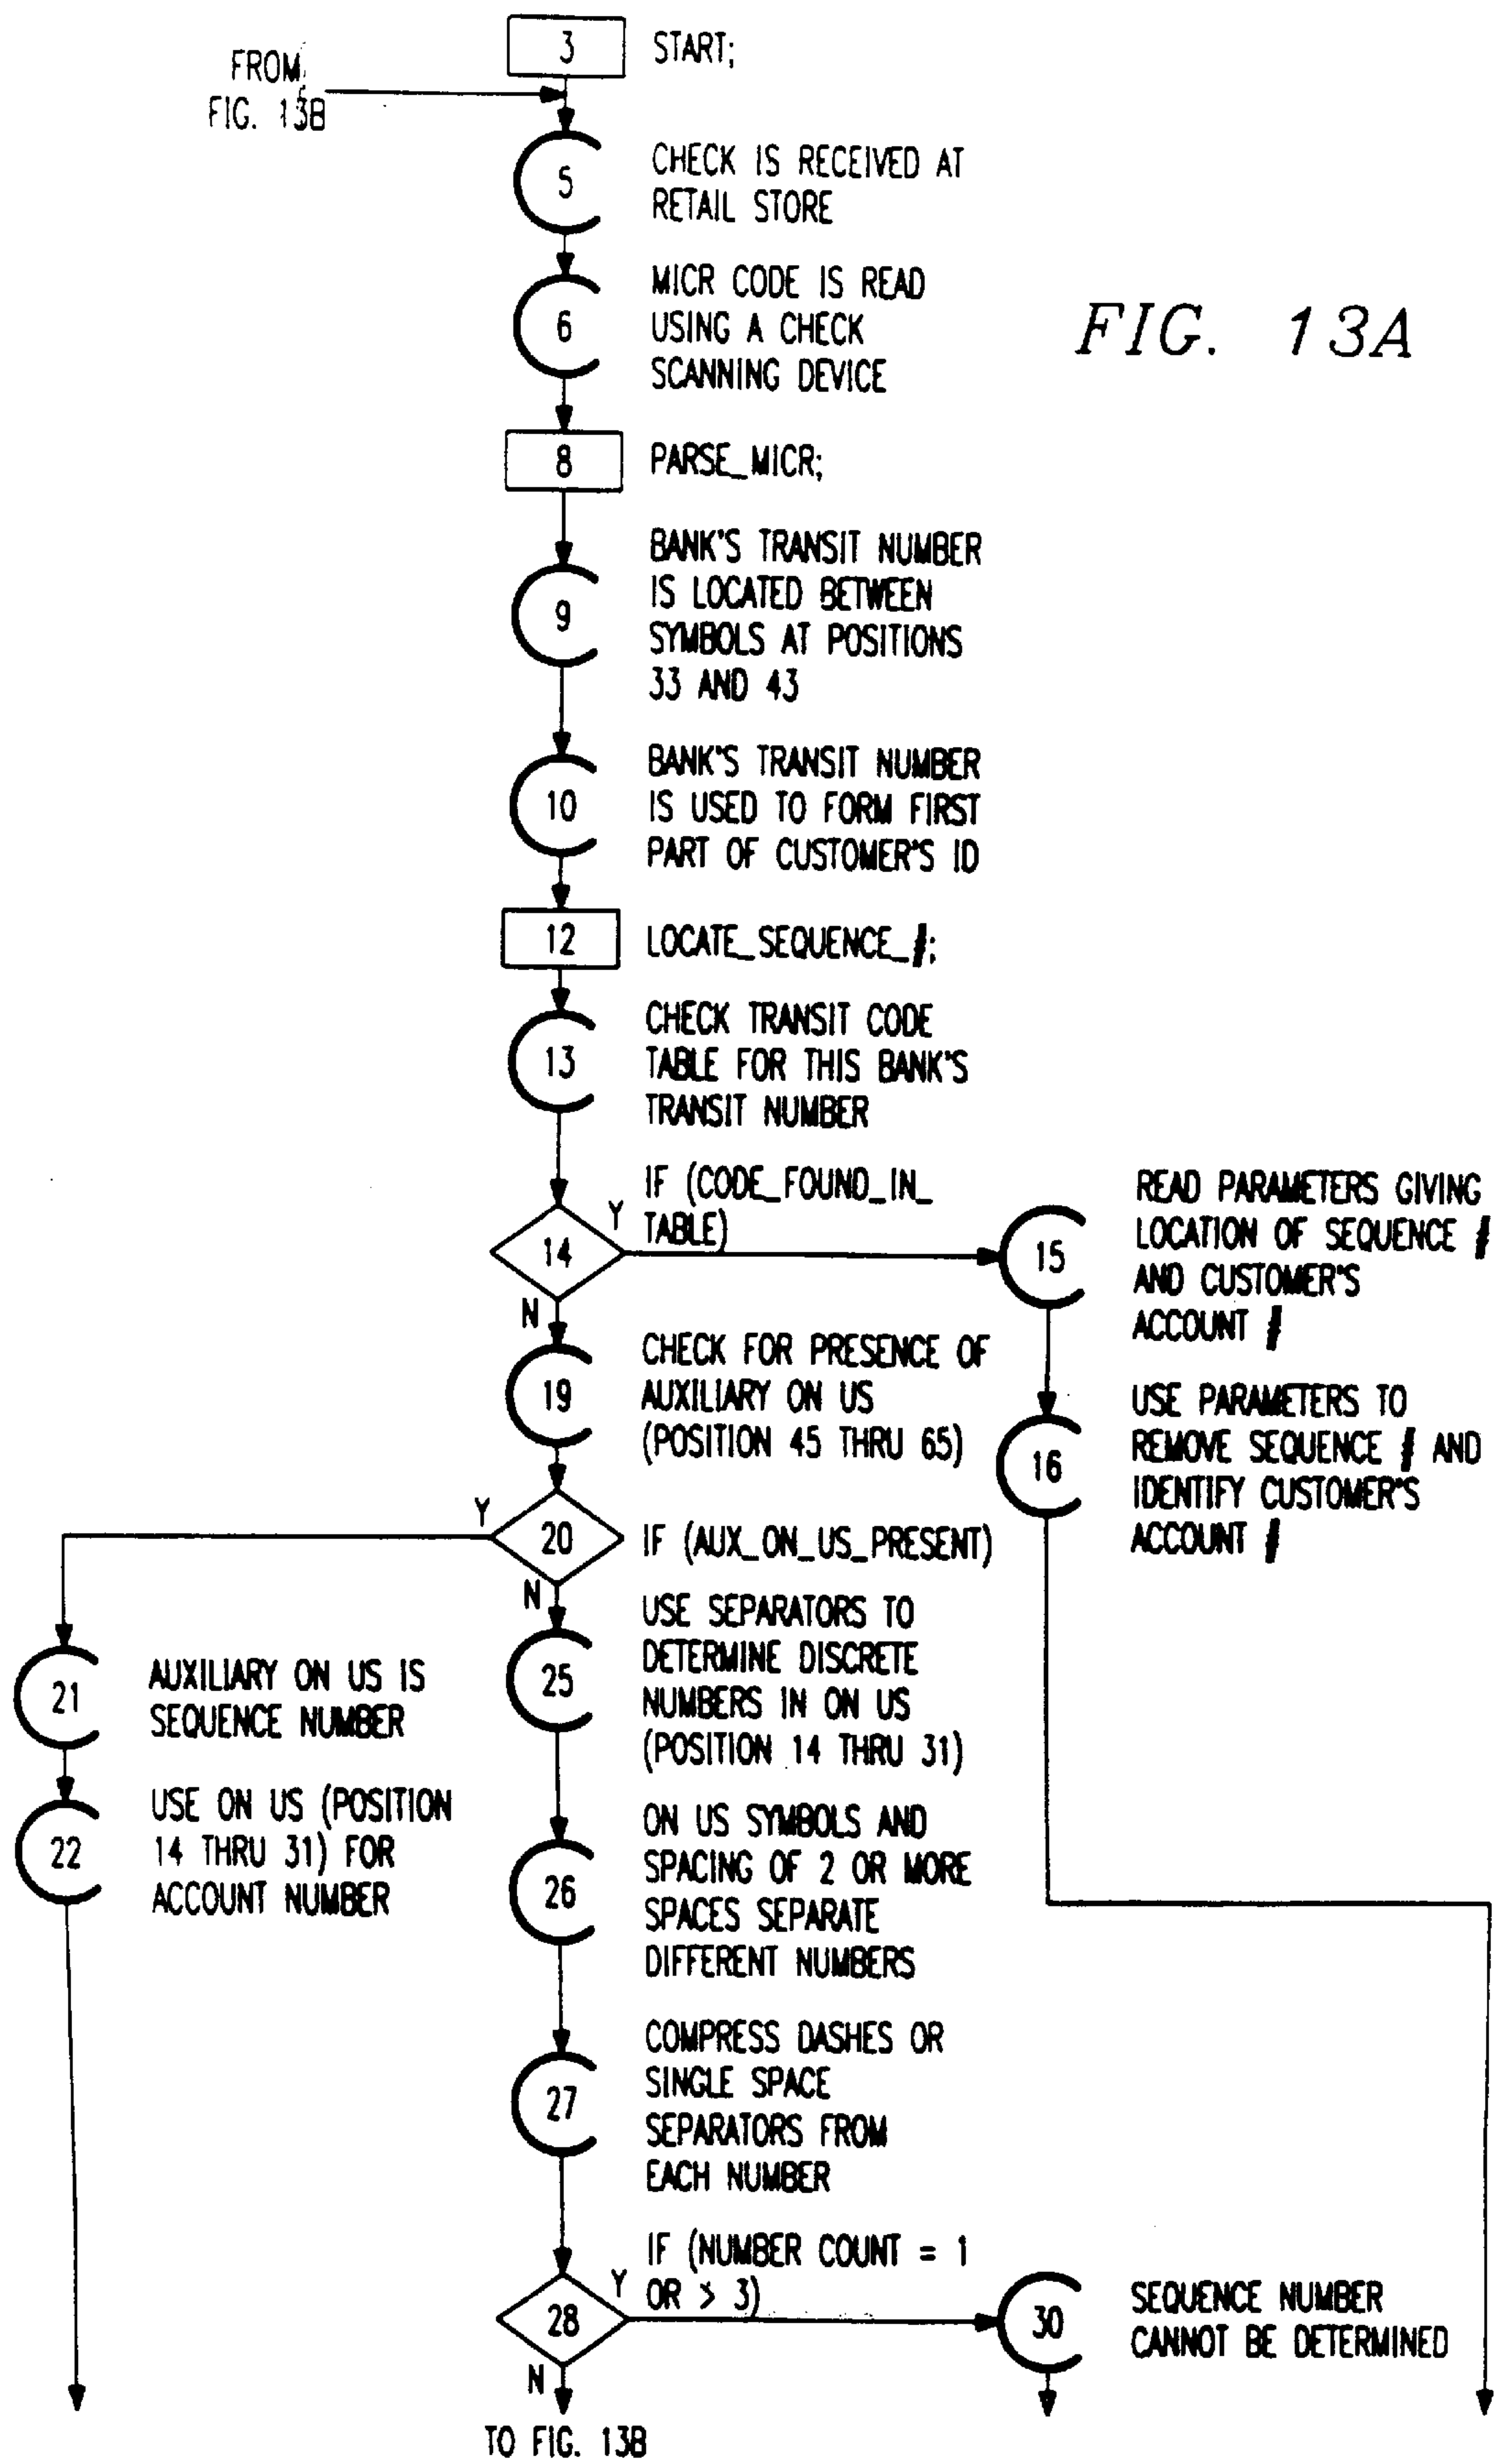 3 START;
FROM
FIG. 13B
5 CHECK IS RECEIVED AT
RETAIL STORE
MICR CODE IS READ
6 USING A CHECK
SCANNING DEVICE
FIG. 13A
8 PARSE_MICR;
BANK'S TRANSIT NUMBER
IS LOCATED BETWEEN
9 SYMBOLS AT POSITIONS
33 AND 43
BANK'S TRANSIT NUMBER
10 IS USED TO FORM FIRST
PART OF CUSTOMER'S ID
12 LOCATE_SEQUENCE_#;
CHECK TRANSIT CODE
13 TABLE FOR THIS BANK'S
TRANSIT NUMBER
IF (CODE_FOUND_IN_
Y TABLE)
14
N
READ PARAMETERS GIVING
LOCATION OF SEQUENCE #
15 AND CUSTOMER'S
ACCOUNT #
CHECK FOR PRESENCE OF
19 AUXILIARY ON US
(POSITION 45 THRU 65)
USE PARAMETERS TO
REMOVE SEQUENCE # AND
16 IDENTIFY CUSTOMER'S
ACCOUNT #
Y
20 IF (AUX_ON_US_PRESENT)
N
21 AUXILIARY ON US IS
SEQUENCE NUMBER
USE ON US (POSITION
22 14 THRU 31) FOR
ACCOUNT NUMBER
USE SEPARATORS TO
DETERMINE DISCRETE
25 NUMBERS IN ON US
(POSITION 14 THRU 31)
ON US SYMBOLS AND
SPACING OF 2 OR MORE
26 SPACES SEPARATE
DIFFERENT NUMBERS
COMPRESS DASHES OR
SINGLE SPACE
27 SEPARATORS FROM
EACH NUMBER
IF (NUMBER COUNT = 1
Y OR > 3)
28
N
30 SEQUENCE NUMBER
CANNOT BE DETERMINED
TO FIG. 13B